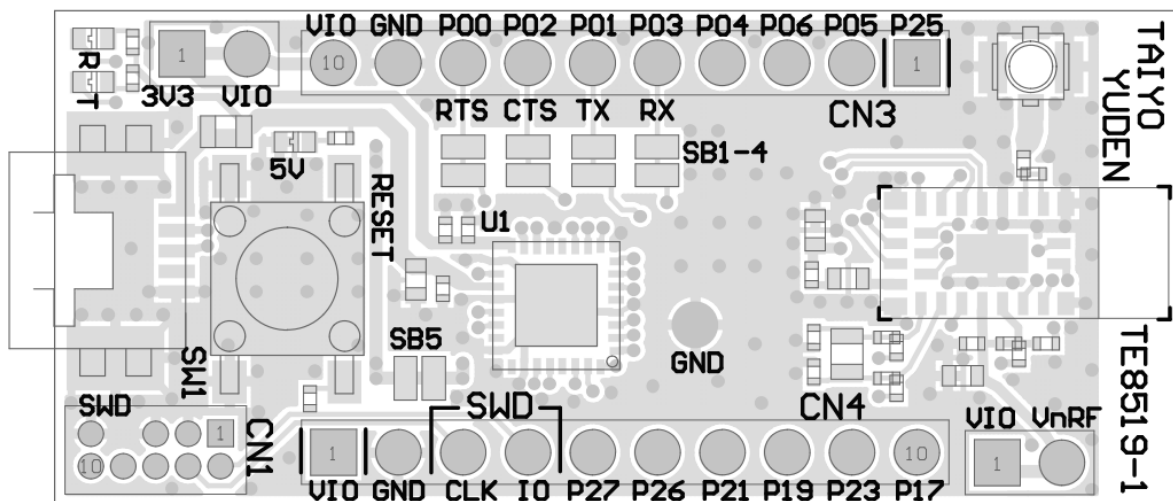 VIO GND P00 P02 P01 P03 P04 P06 P05 P25
1
10
1
R
T
3V3 VIO
RTS CTS TX RX
CN3
TAIYO
YUDEN
5V
SB1-4
RESET
U1
SB5
GND
SW1
TE8519-1
SWD
1
10
CN1
SWD
CN4
VIO VnRF
1
1
10
VIO GND CLK IO P27 P26 P21 P19 P23 P17